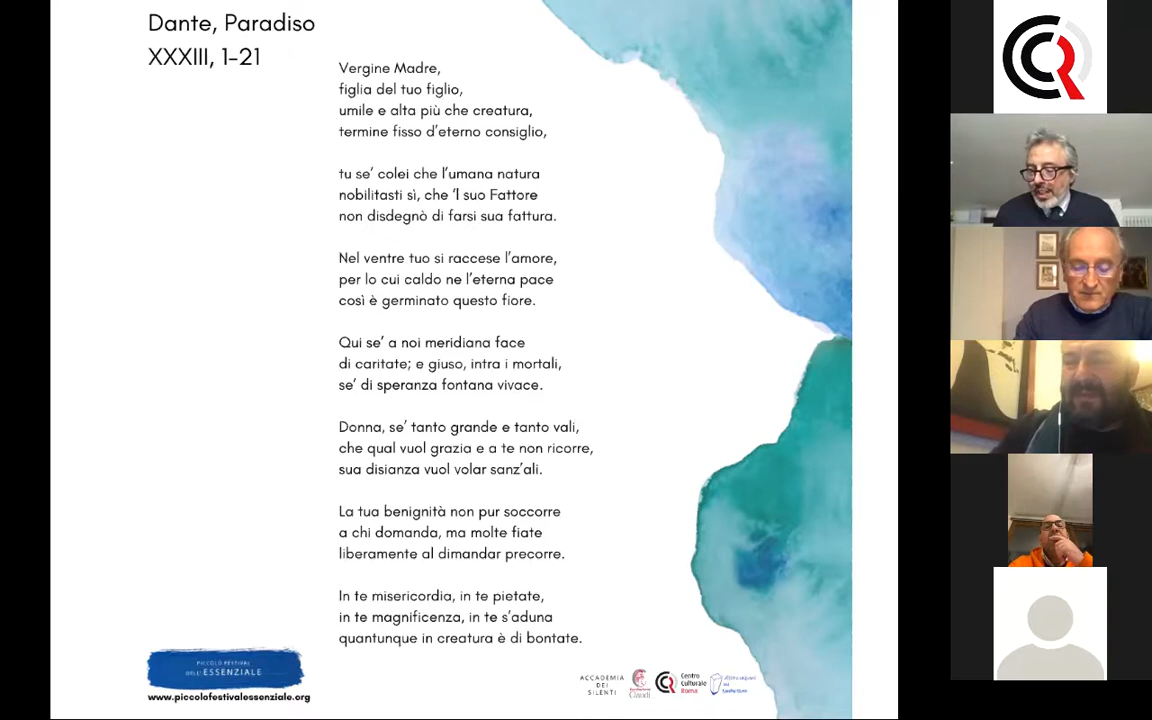 Dante, Paradiso
XXXIII, 1-21
Vergine Madre,
figlia del tuo figlio,
umile e alta più che creatura,
termine fisso d'eterno consiglio,
tu se' colei che l'umana natura
nobilitasti sì, che 'l suo Fattore
non disdegnò di farsi sua fattura.
Nel ventre tuo si raccese l'amore,
per lo cui caldo ne l'eterna pace
così è germinato questo fiore.
Qui se' a noi meridiana face
di caritate; e giuso, intra i mortali,
se' di speranza fontana vivace.
Donna, se' tanto grande e tanto vali,
che qual vuol grazia e a te non ricorre,
sua disianza vuol volar sanz'ali.
La tua benignità non pur soccorre
a chi domanda, ma molte fiate
liberamente al dimandar precorre.
In te misericordia, in te pietate,
in te magnificenza, in te s'aduna
quantunque in creatura è di bontate.
PICCOLO FESTIVAL
DELL'ESSENZIALE
www.piccolofestivalessenziale.org
ACCADEMIA
DEI
SILENTI
Claudi
Centro
Culturale
Roma